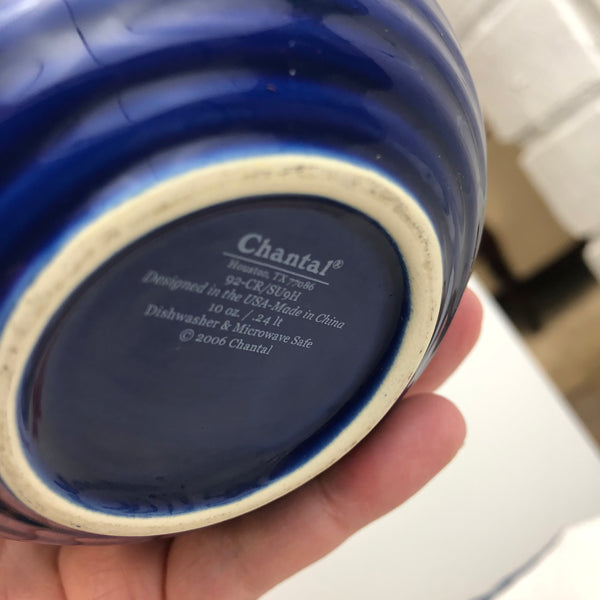 Chantal®
Houston, TX 77086
92-CR/SU9H
Designed in the USA-Made in China
10 oz. / .24 lt
Dishwasher & Microwave Safe
© 2006 Chantal